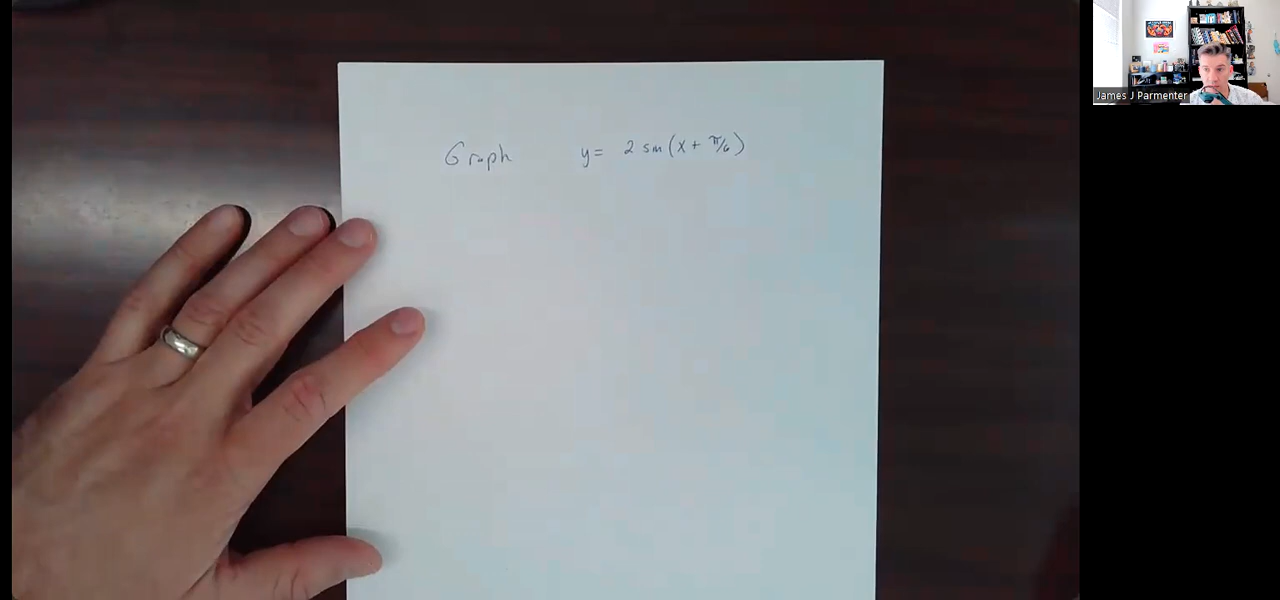 Graph y = 2 sin(x + π/6)
James J Parmenter